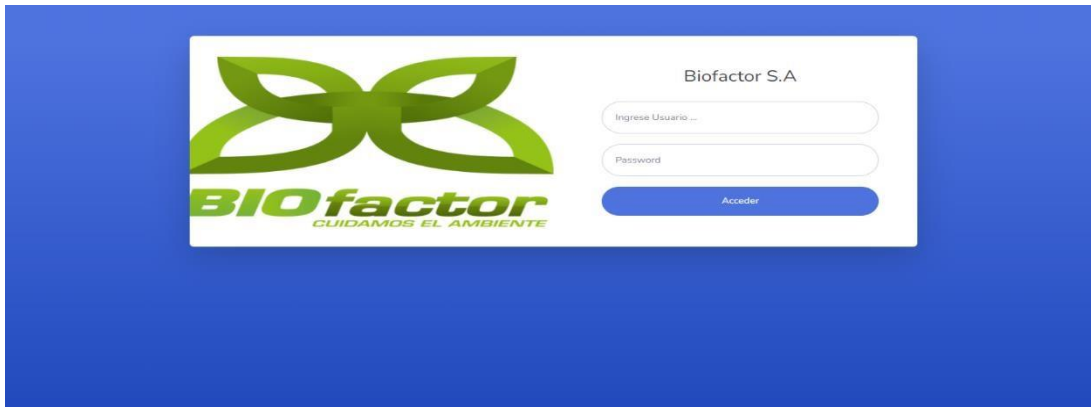 BIOfactor
CUIDAMOS EL AMBIENTE
Biofactor S.A
Ingrese Usuario ...
Password
Acceder